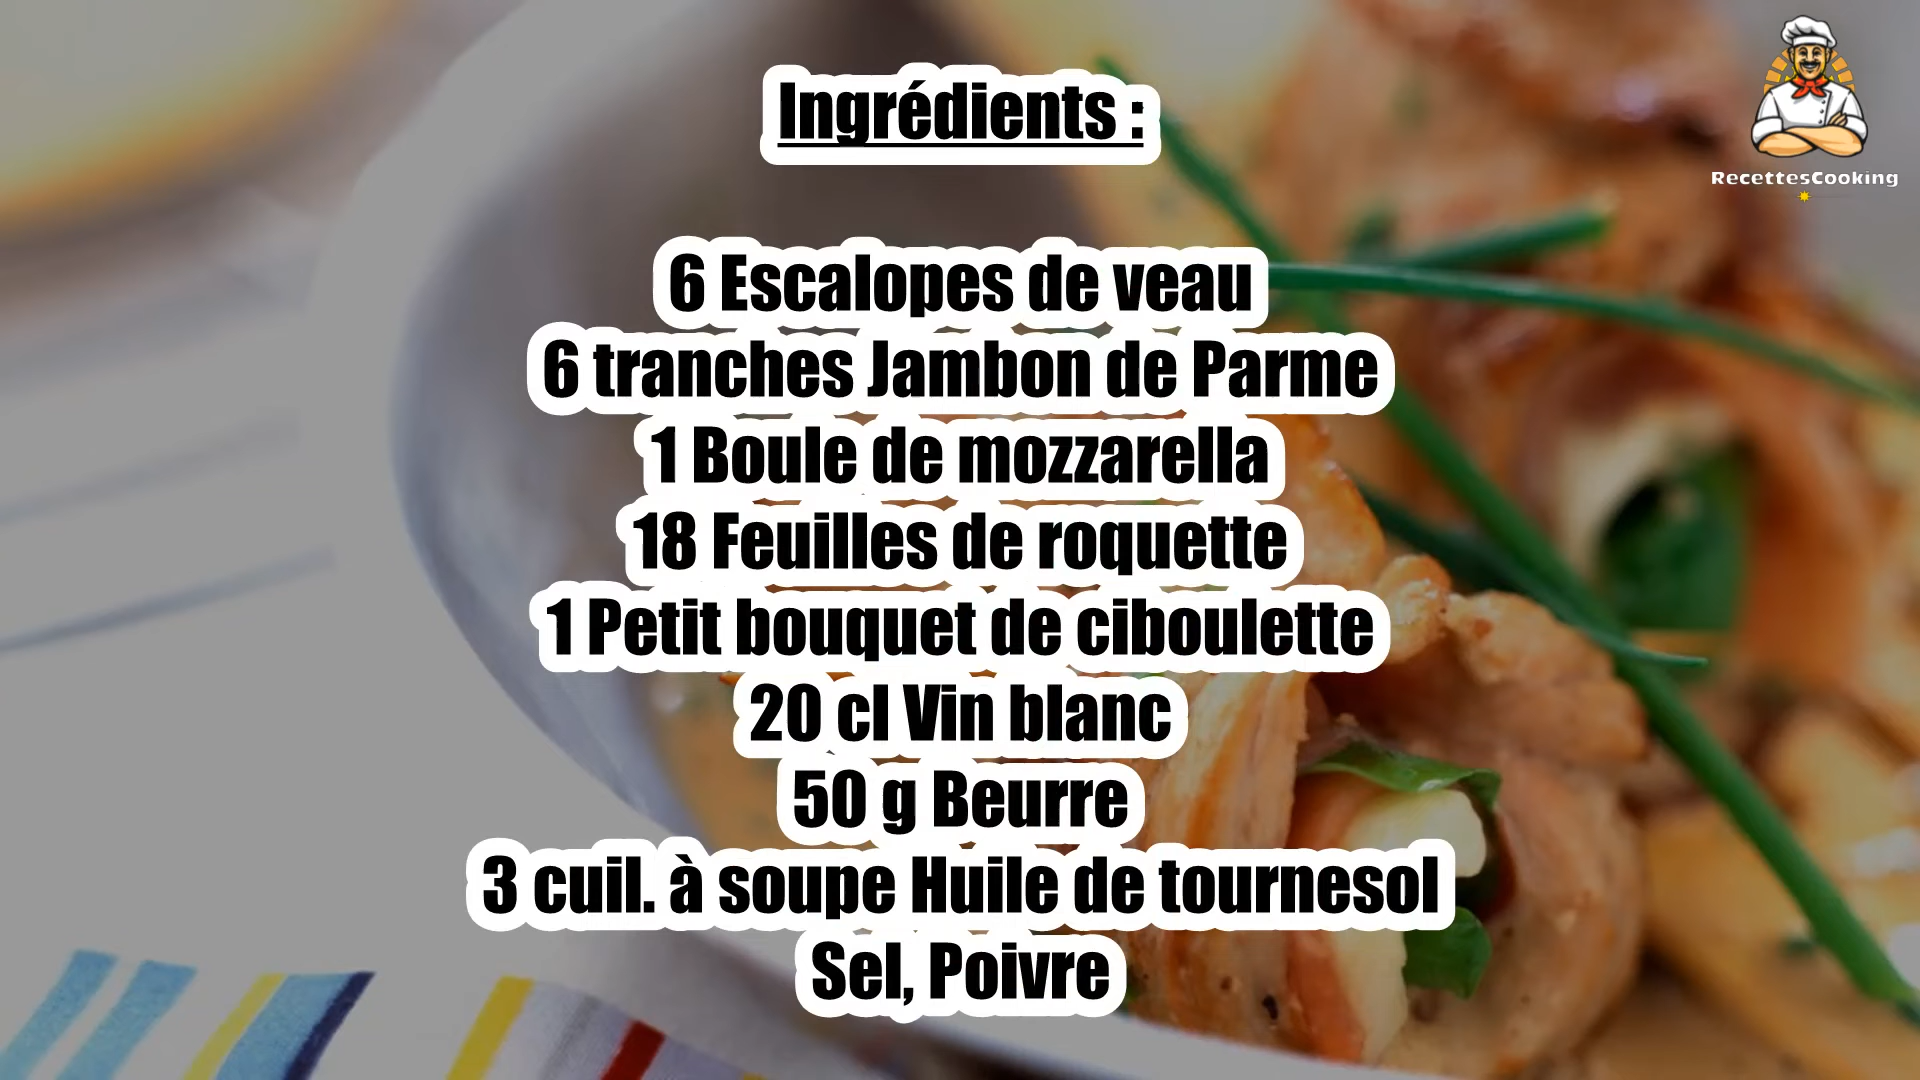 Ingrédients :
RecettesCooking
6 Escalopes de veau
6 tranches Jambon de Parme
1 Boule de mozzarella
18 Feuilles de roquette
1 Petit bouquet de ciboulette
20 cl Vin blanc
50 g Beurre
3 cuil. à soupe Huile de tournesol
Sel, Poivre